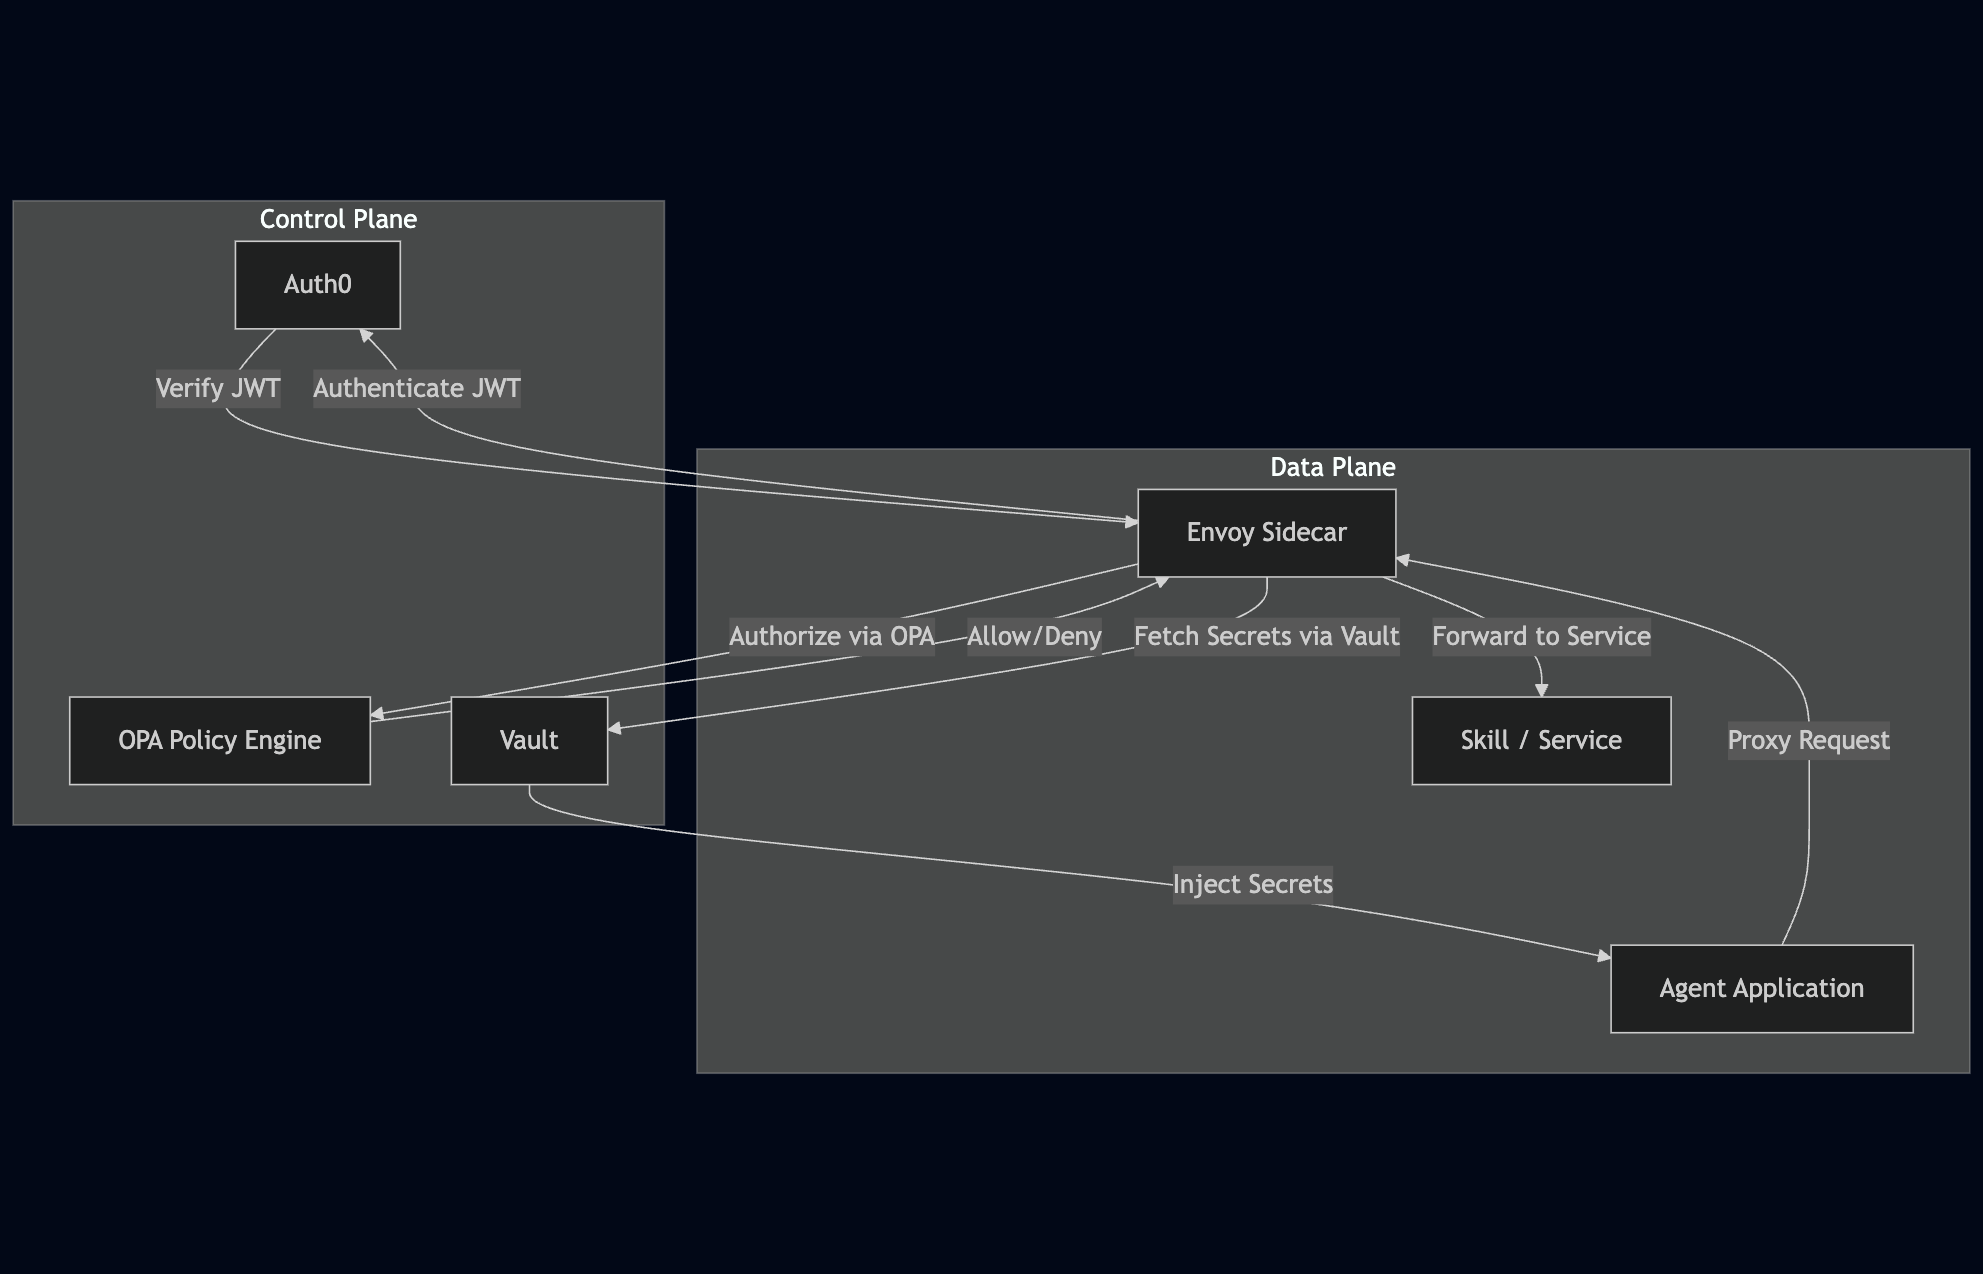 Control Plane
Auth0
Verify JWT
Authenticate JWT
Data Plane
Envoy Sidecar
Authorize via OPA
Allow/Deny
Fetch Secrets via Vault
Forward to Service
OPA Policy Engine
Vault
Skill / Service
Proxy Request
Inject Secrets
Agent Application